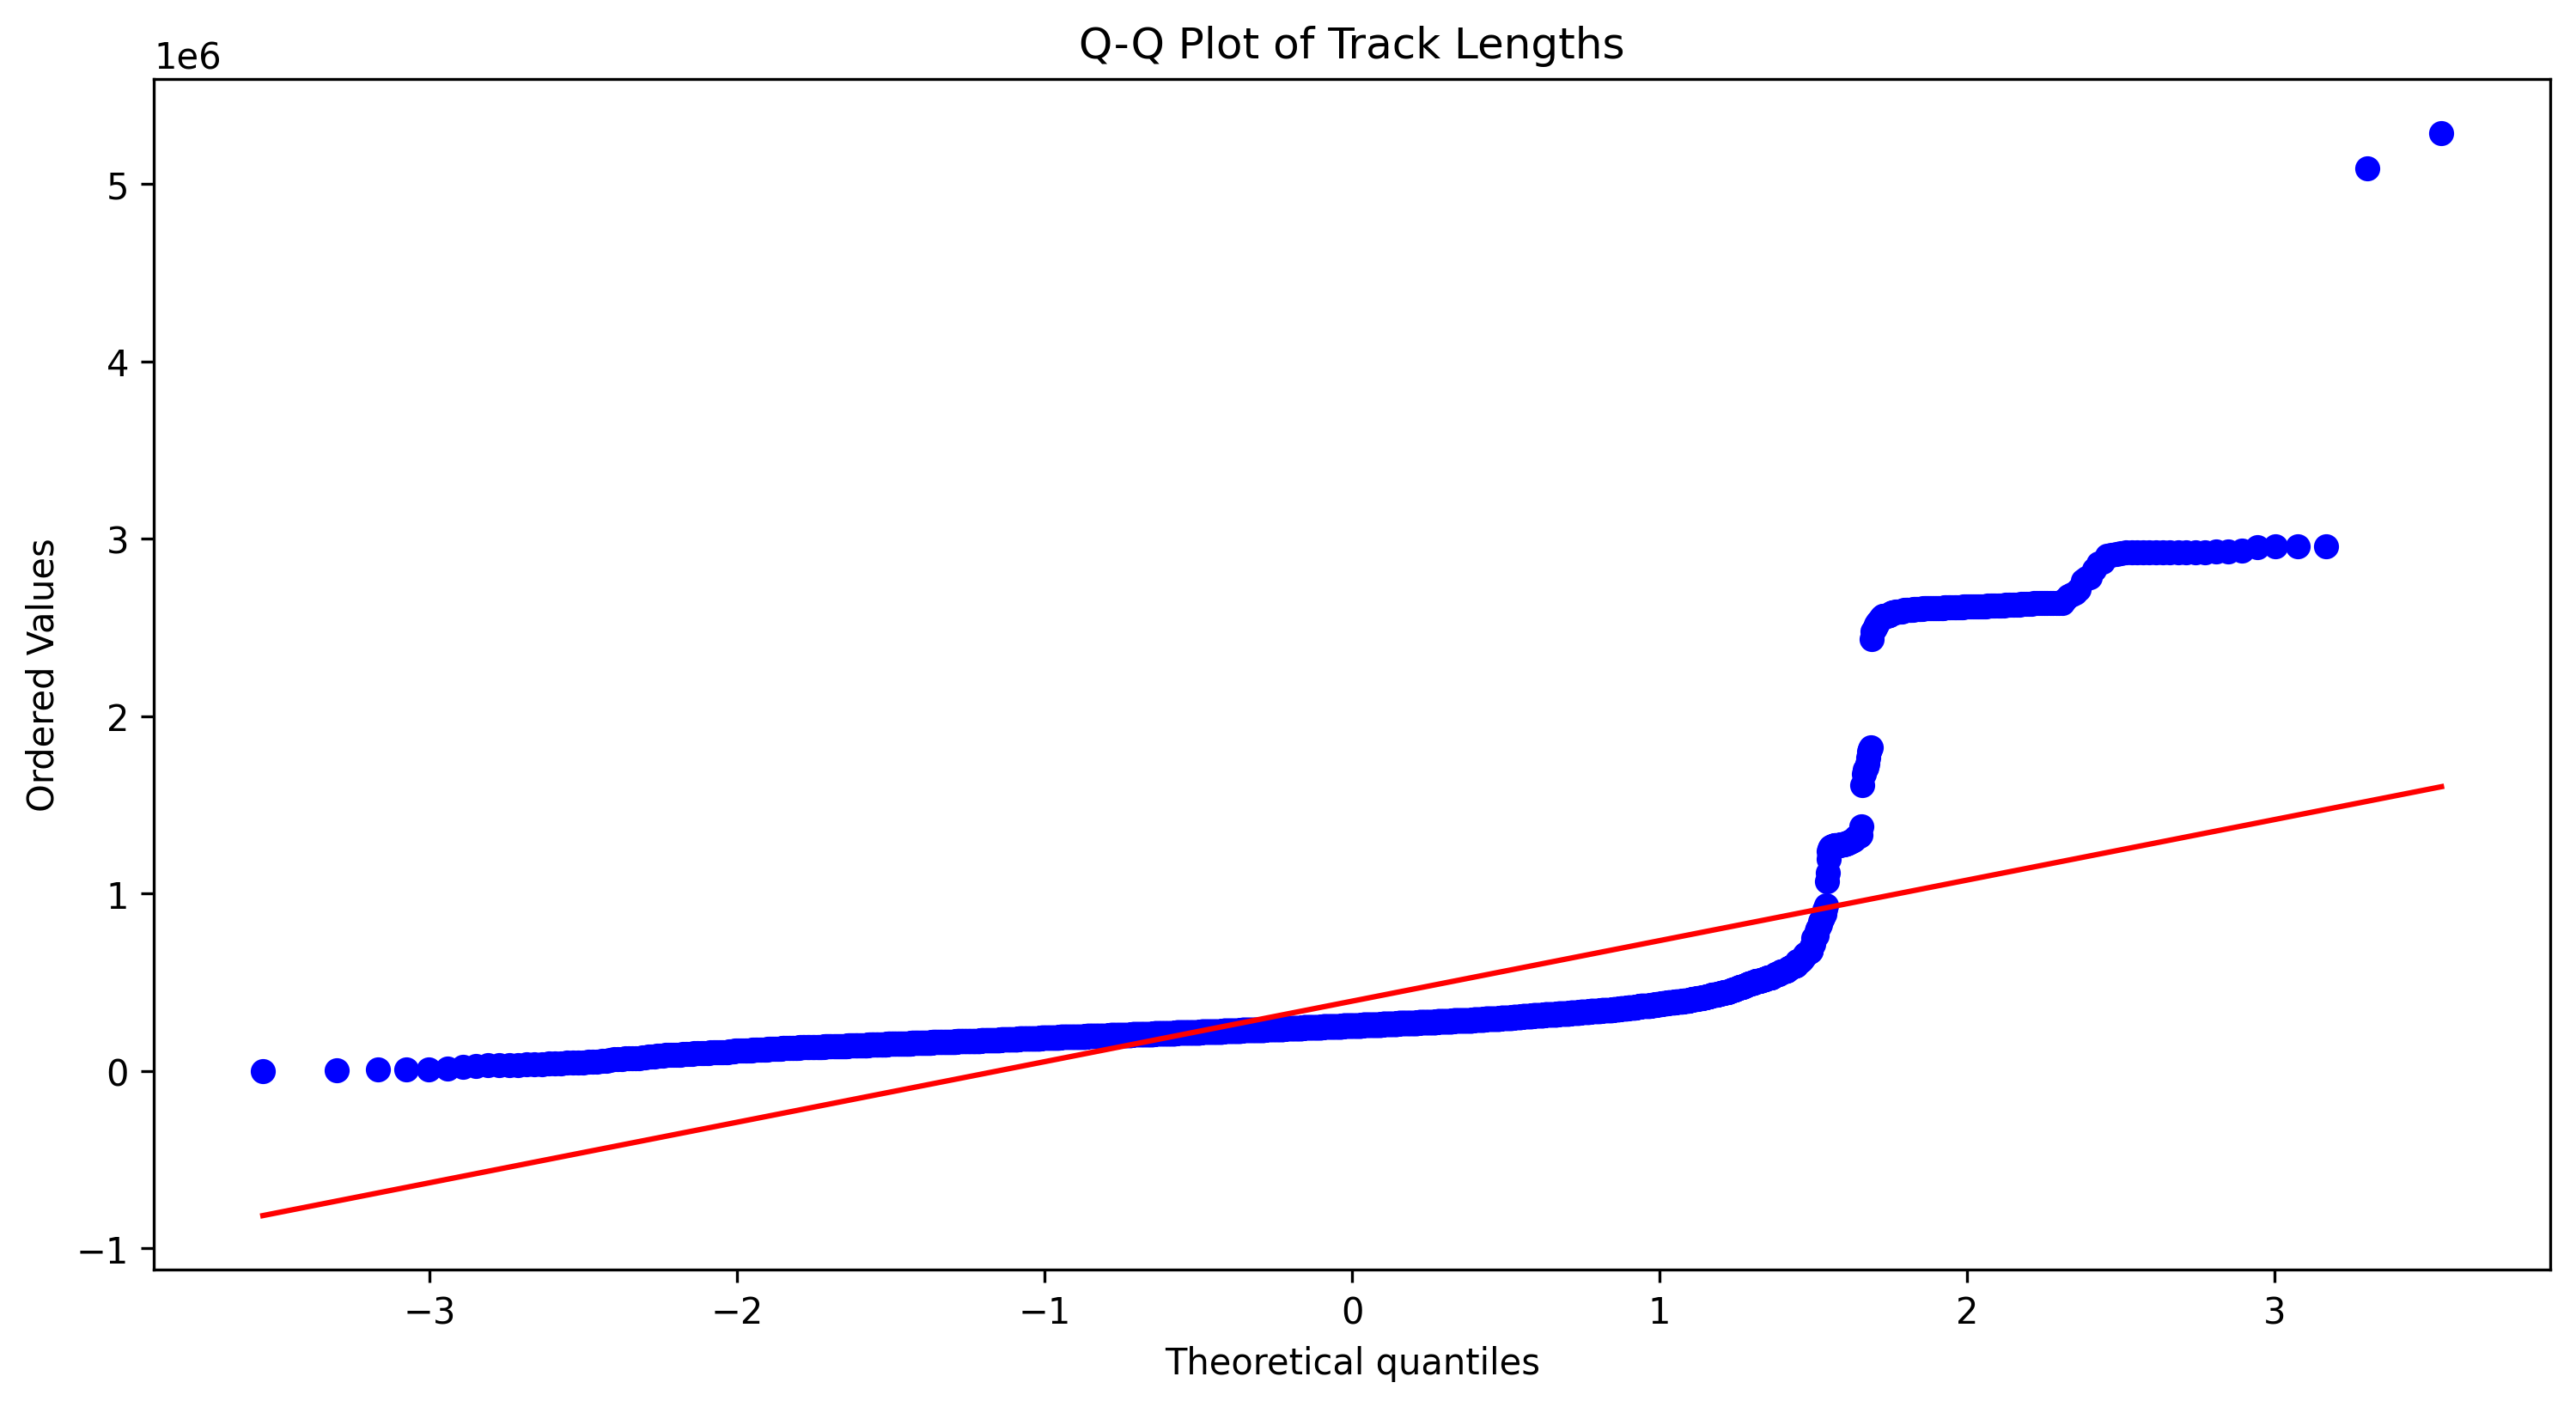 Q-Q Plot of Track Lengths
1e6
5
4
3
2
1
0
−1
Ordered Values
−3 −2 −1 0 1 2 3
Theoretical quantiles